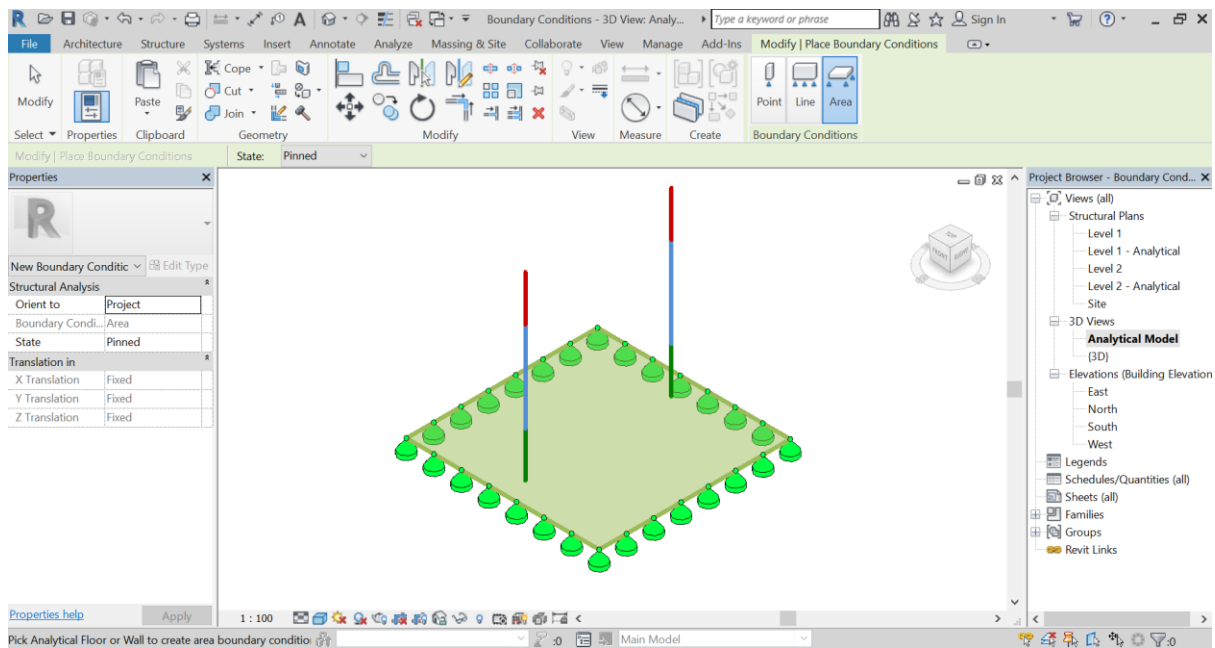 Boundary Conditions - 3D View: Analy... Type a keyword or phrase Sign In
File Architecture Structure Systems Insert Annotate Analyze Massing & Site Collaborate View Manage Add-Ins Modify | Place Boundary Conditions
Cope
Modify Paste Cut Point Line Area
Join
Select Properties Clipboard Geometry Modify View Measure Create Boundary Conditions
Modify | Place Boundary Conditions State: Pinned
Properties
R
New Boundary Conditic Edit Type
Structural Analysis
Orient to Project
Boundary Condi... Area
State Pinned
Translation in
X Translation Fixed
Y Translation Fixed
Z Translation Fixed
Properties help Apply
TOP
FRONT RIGHT
Project Browser - Boundary Cond...
Views (all)
Structural Plans
Level 1
Level 1 - Analytical
Level 2
Level 2 - Analytical
Site
3D Views
Analytical Model
{3D}
Elevations (Building Elevation
East
North
South
West
Legends
Schedules/Quantities (all)
Sheets (all)
Families
Groups
Revit Links
1 : 100
Pick Analytical Floor or Wall to create area boundary conditio :0 Main Model :0